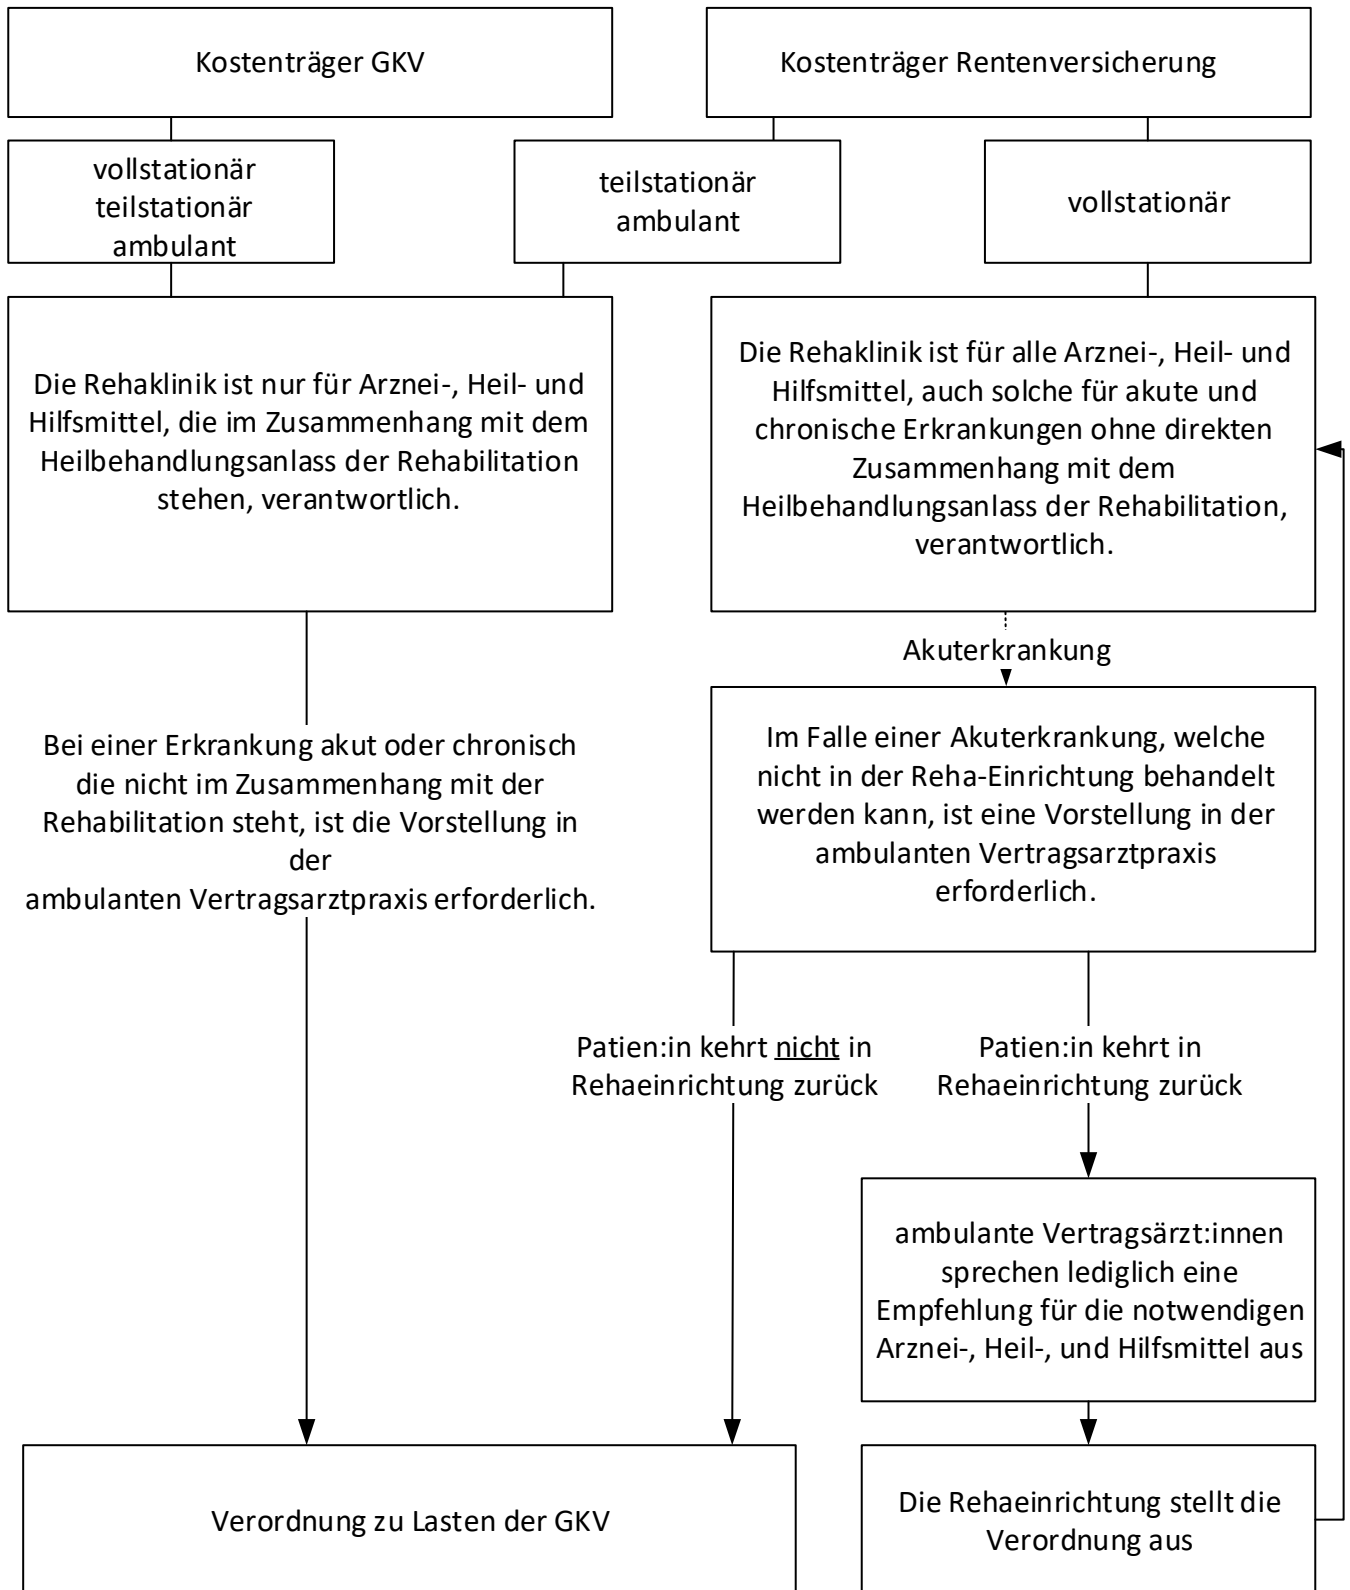 Kostenträger GKV
Kostenträger Rentenversicherung
vollstationär
teilstationär
ambulant
teilstationär
ambulant
vollstationär
Die Rehaklinik ist nur für Arznei-, Heil- und
Hilfsmittel, die im Zusammenhang mit dem
Heilbehandlungsanlass der Rehabilitation
stehen, verantwortlich.
Die Rehaklinik ist für alle Arznei-, Heil- und
Hilfsmittel, auch solche für akute und
chronische Erkrankungen ohne direkten
Zusammenhang mit dem
Heilbehandlungsanlass der Rehabilitation,
verantwortlich.
Akuterkrankung
Bei einer Erkrankung akut oder chronisch
die nicht im Zusammenhang mit der
Rehabilitation steht, ist die Vorstellung in
der
ambulanten Vertragsarztpraxis erforderlich.
Im Falle einer Akuterkrankung, welche
nicht in der Reha-Einrichtung behandelt
werden kann, ist eine Vorstellung in der
ambulanten Vertragsarztpraxis
erforderlich.
Patien:in kehrt nicht in
Rehaeinrichtung zurück
Patien:in kehrt in
Rehaeinrichtung zurück
ambulante Vertragsärzt:innen
sprechen lediglich eine
Empfehlung für die notwendigen
Arznei-, Heil-, und Hilfsmittel aus
Verordnung zu Lasten der GKV
Die Rehaeinrichtung stellt die
Verordnung aus